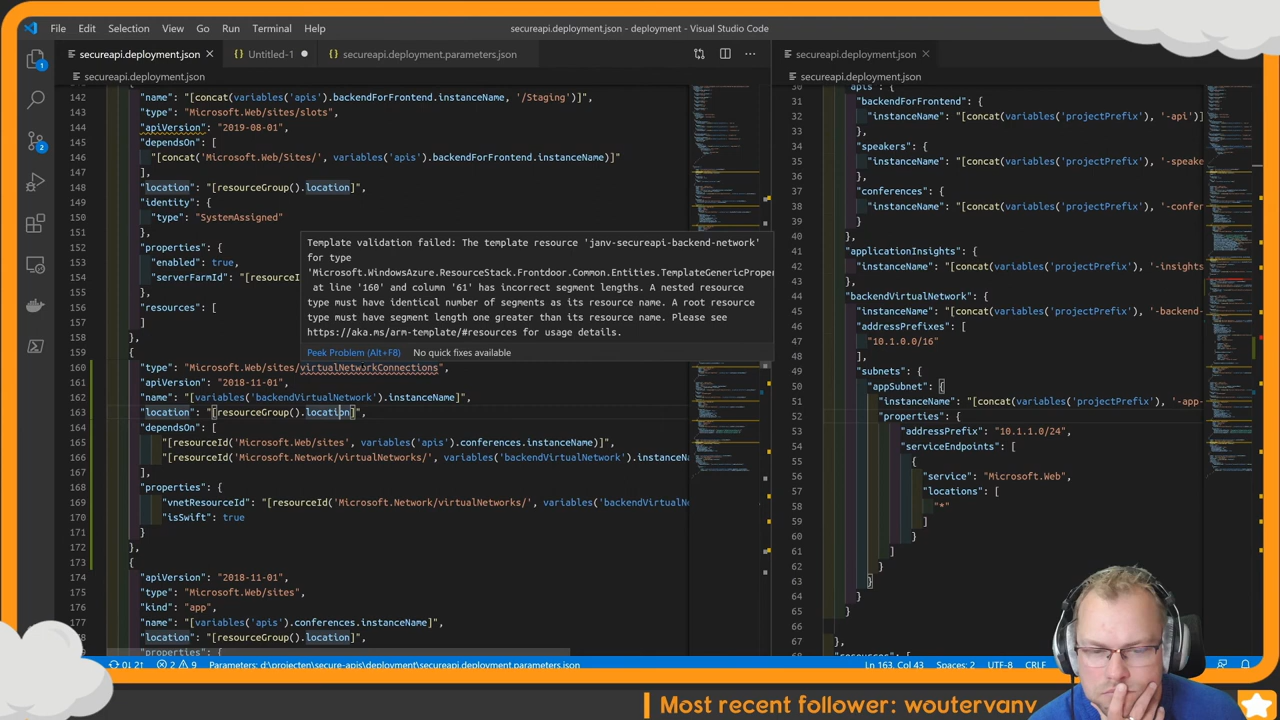 File Edit Selection View Go Run Terminal Help
secureapi.deployment.json - deployment - Visual Studio Code
secureapi.deployment.json
Untitled-1
secureapi.deployment.parameters.json
secureapi.deployment.json
142 "name": "[concat(variables('apis').backendForFrontend.instanceName, '/Staging')]",
143 "type": "Microsoft.Web/sites/slots",
144 "apiVersion": "2019-08-01",
145 "dependsOn": [
146 "[concat('Microsoft.Web/Sites/', variables('apis').backendForFrontend.instanceName)]"
147 ],
148 "location": "[resourceGroup().location]",
149 "identity": {
150 "type": "SystemAssigned"
151 },
152 "properties": {
153 "enabled": true,
154 "serverFarmId": "[resourceI
155 },
156 "resources": [
157 ]
158 },
159 {
160 "type": "Microsoft.Web/sites/virtualNetworkConnections",
161 "apiVersion": "2018-11-01",
162 "name": "[variables('backendVirtualNetwork').instanceName]",
163 "location": "[resourceGroup().location]",
164 "dependsOn": [
165 "[resourceId('Microsoft.Web/sites', variables('apis').conferences.instanceName)]",
166 "[resourceId('Microsoft.Network/virtualNetworks/', variables('backendVirtualNetwork').instanceNa
167 ],
168 "properties": {
169 "vnetResourceId": "[resourceId('Microsoft.Network/virtualNetworks/', variables('backendVirtualN
170 "isSwift": true
171 }
172 },
173 {
174 "apiVersion": "2018-11-01",
175 "type": "Microsoft.Web/sites",
176 "kind": "app",
177 "name": "[variables('apis').conferences.instanceName]",
178 "location": "[resourceGroup().location]",
"properties": {
Template validation failed: The template resource 'janv-secureapi-backend-network'
for type
at line '160' and column '61' has incorrect segment lengths. A nested resource
type must have identical number of segments as its resource name. A root resource
type must have segment length one greater than its resource name. Please see
http://aka.ms/arm-template/#resources for usage details.
Peek Problem (Alt+F8) No quick fixes available
secureapi.deployment.json
secureapi.deployment.json
30 apis": {
31 "backendForFrontend": {
32 "instanceName": "[concat(variables('projectPrefix'), '-api')]
33 },
34 "speakers": {
35 "instanceName": "[concat(variables('projectPrefix'), '-speake
36 },
37 "conferences": {
38 "instanceName": "[concat(variables('projectPrefix'), '-confer
39 }
40 },
41 "applicationInsights": {
42 "instanceName": "[concat(variables('projectPrefix'), '-insights
43 },
44 "backendVirtualNetwork": {
45 "instanceName": "[concat(variables('projectPrefix'), '-backend-
46 "addressPrefixes": [
47 "10.1.0.0/16"
48 ],
49 "subnets": {
50 "appSubnet": {
51 "instanceName": "[concat(variables('projectPrefix'), '-app-
52 "properties": {
53 "addressPrefix": "10.1.1.0/24",
54 "serviceEndpoints": [
55 {
56 "service": "Microsoft.Web",
57 "locations": [
58 "*"
59 ]
60 }
61 ]
62 }
63 }
64 }
65 }
66
67 },
0↓ 2↑ 2 9 Parameters: d:\projecten\secure-apis\deployment\secureapi.deployment.parameters.json
Ln 163, Col 43 Spaces: 2 UTF-8 CRLF
Most recent follower: woutervanv